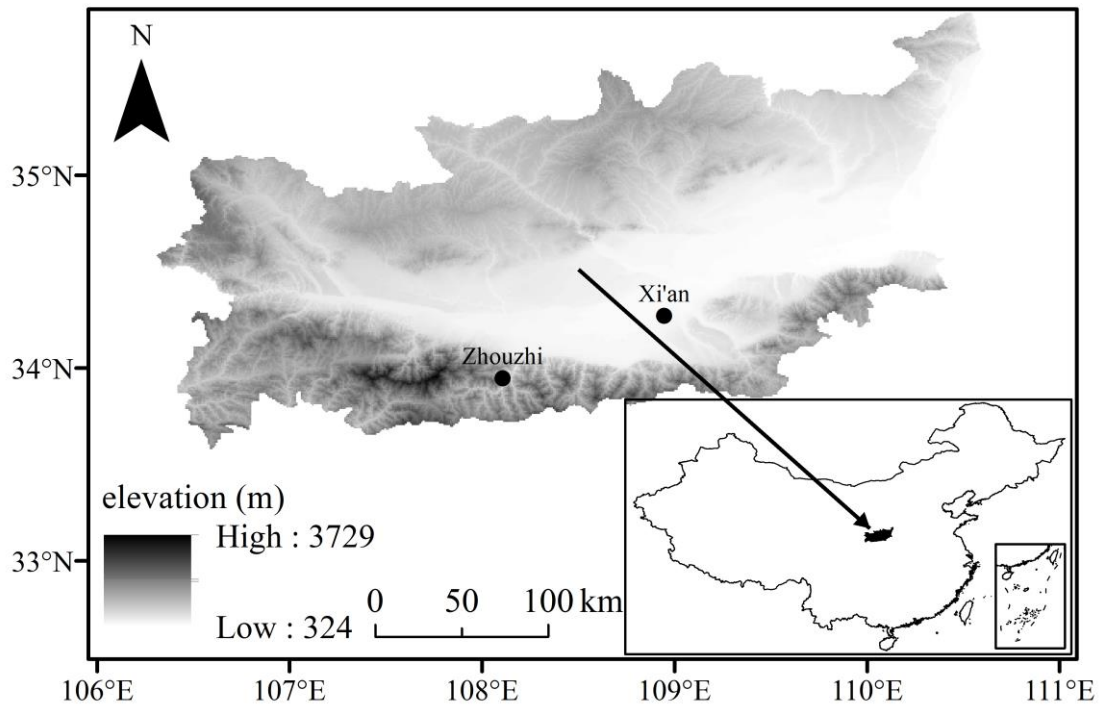 N
35°N
34°N
33°N
Xi'an
Zhouzhi
elevation (m)
High : 3729
Low : 324
0 50 100 km
106°E 107°E 108°E 109°E 110°E 111°E